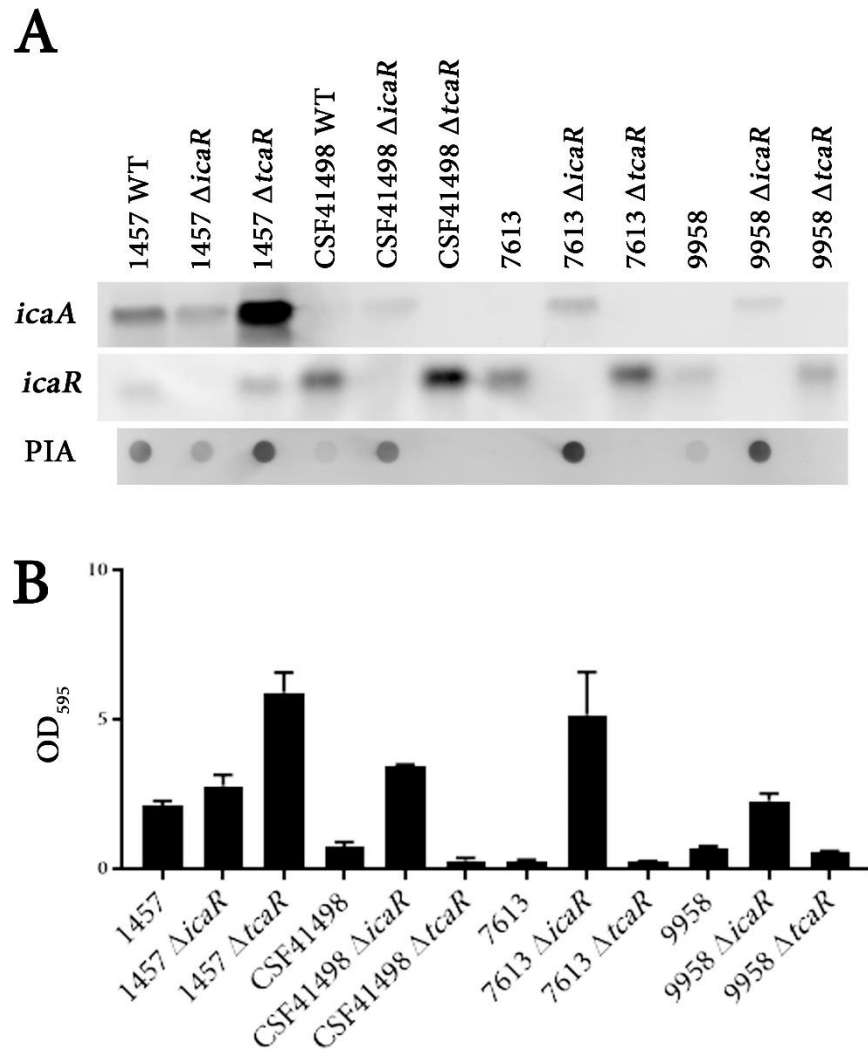 A
1457 WT
1457 ΔicaR
1457 ΔtcaR
CSF41498 WT
CSF41498 ΔicaR
CSF41498 ΔtcaR
7613
7613 ΔicaR
7613 ΔtcaR
9958
9958 ΔicaR
9958 ΔtcaR
icaA
icaR
PIA
B
10
5
0
OD595
1457
1457 ΔicaR
1457 ΔtcaR
CSF41498
CSF41498 ΔicaR
CSF41498 ΔtcaR
7613
7613 ΔicaR
7613 ΔtcaR
9958
9958 ΔicaR
9958 ΔtcaR